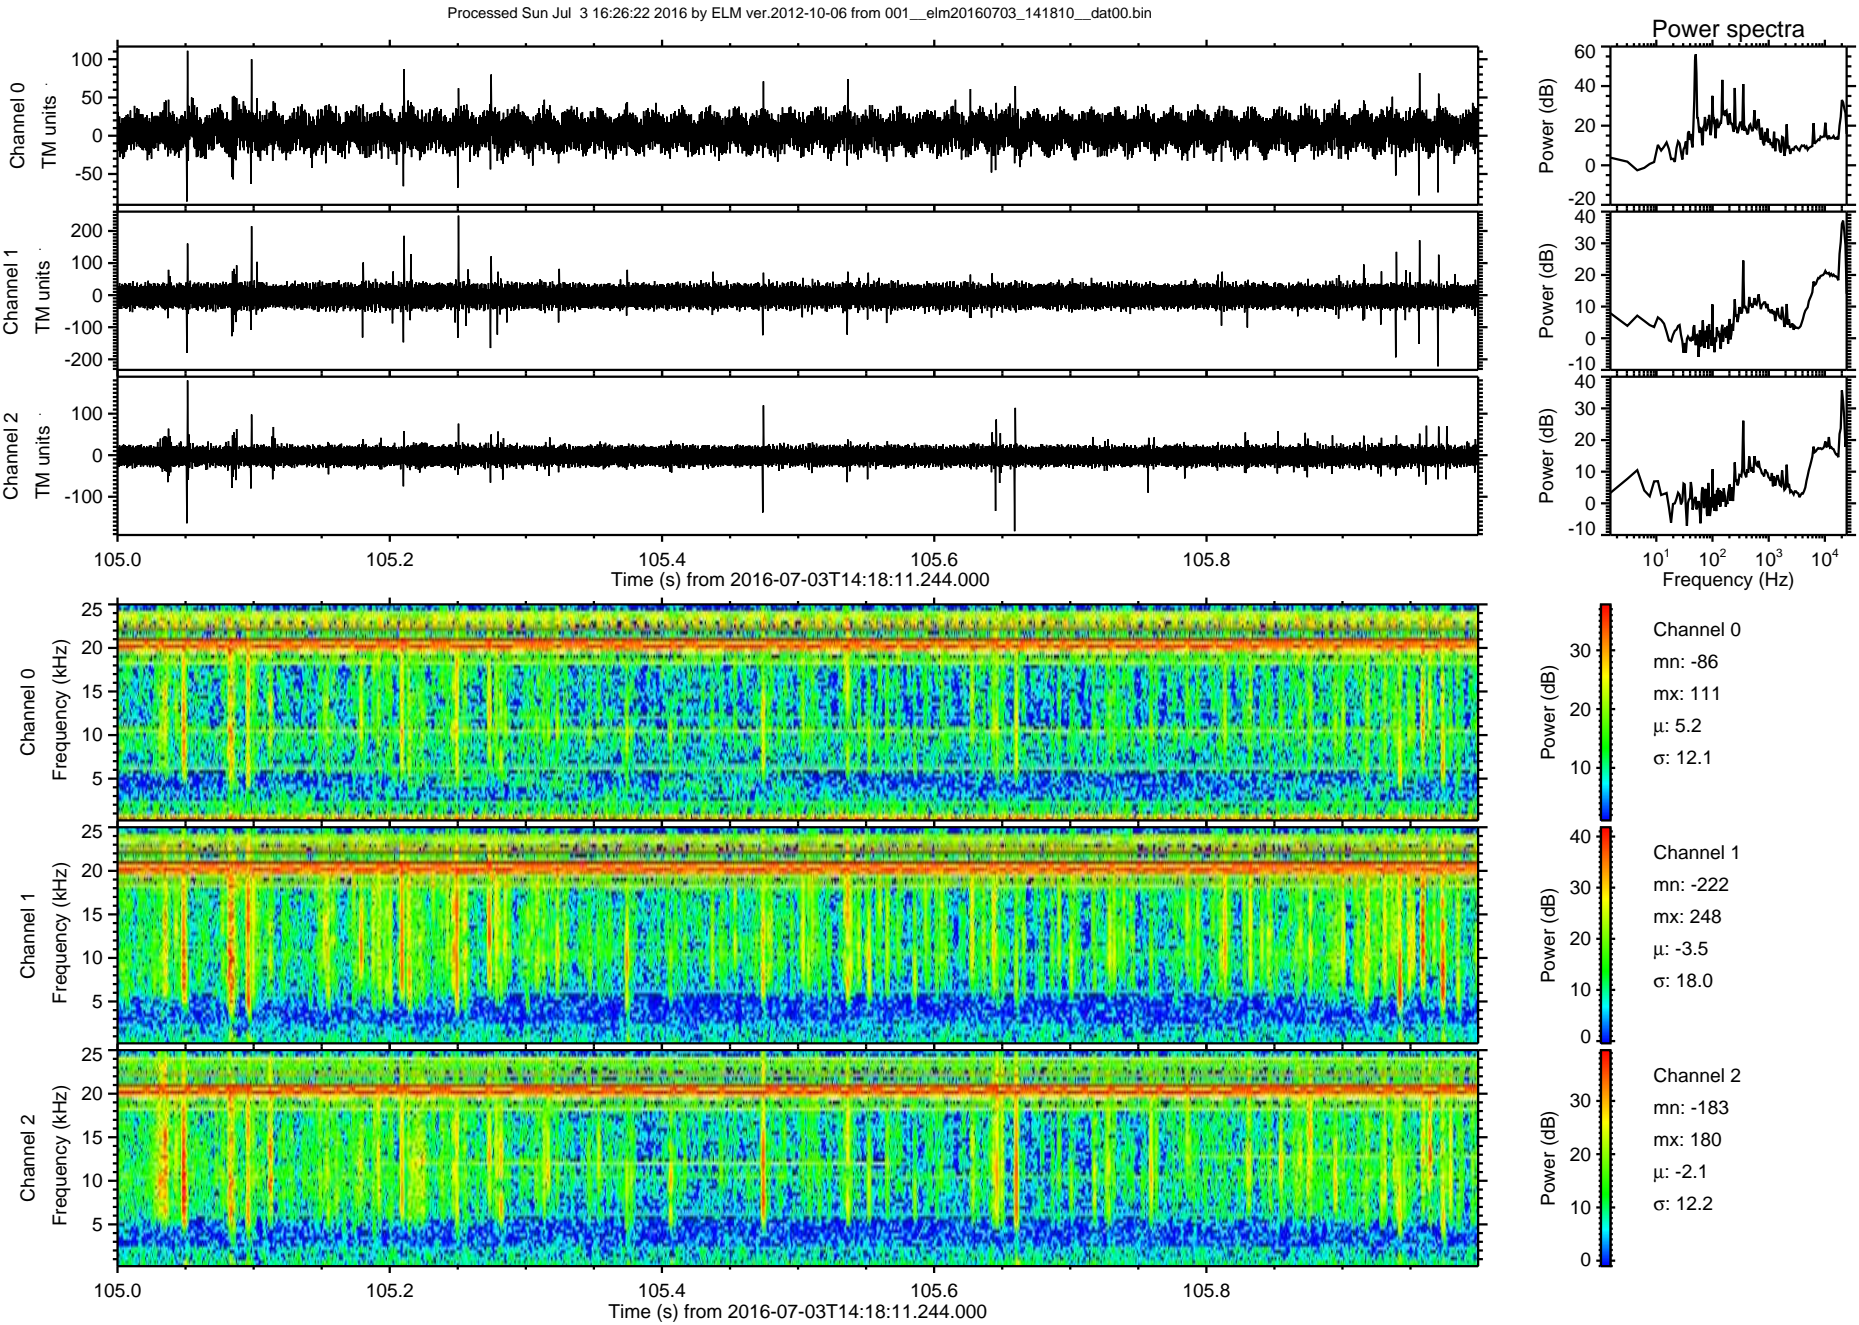 Processed Sun Jul  3 16:26:22 2016 by ELM ver.2012-10-06 from 001__elm20160703_141810__dat00.bin
Power spectra
Channel 0
TM units
100
50
0
-50
Power (dB)
60
40
20
0
-20
Channel 1
TM units
200
100
0
-100
-200
Power (dB)
40
30
20
10
0
-10
Channel 2
TM units
100
0
-100
Power (dB)
40
30
20
10
0
-10
105.0 105.2 105.4 105.6 105.8
Time (s) from 2016-07-03T14:18:11.244.000
10^1 10^2 10^3 10^4
Frequency (Hz)
Channel 0
Frequency (kHz)
25
20
15
10
5
Power (dB)
30
20
10
Channel 0
mn: -86
mx: 111
μ: 5.2
σ: 12.1
Channel 1
Frequency (kHz)
25
20
15
10
5
Power (dB)
40
30
20
10
0
Channel 1
mn: -222
mx: 248
μ: -3.5
σ: 18.0
Channel 2
Frequency (kHz)
25
20
15
10
5
Power (dB)
30
20
10
0
Channel 2
mn: -183
mx: 180
μ: -2.1
σ: 12.2
105.0 105.2 105.4 105.6 105.8
Time (s) from 2016-07-03T14:18:11.244.000